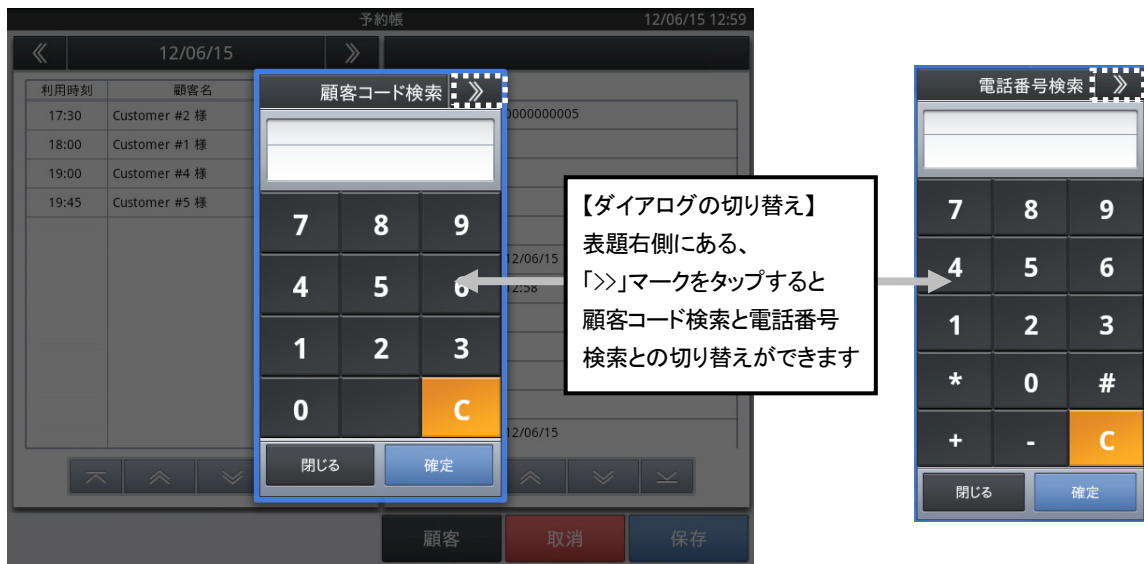 予約帳
12/06/15 12:59
《
12/06/15
》
利用時刻 顧客名
17:30 Customer #2 様
18:00 Customer #1 様
19:00 Customer #4 様
19:45 Customer #5 様
0000000005
12/06/15
12:58
12/06/15
顧客コード検索 》
7 8 9
4 5 6
1 2 3
0 C
閉じる 確定
顧客 取消 保存
【ダイアログの切り替え】
表題右側にある、
「>>」マークをタップすると
顧客コード検索と電話番号
検索との切り替えができます
電話番号検索 》
7 8 9
4 5 6
1 2 3
* 0 #
+ - C
閉じる 確定